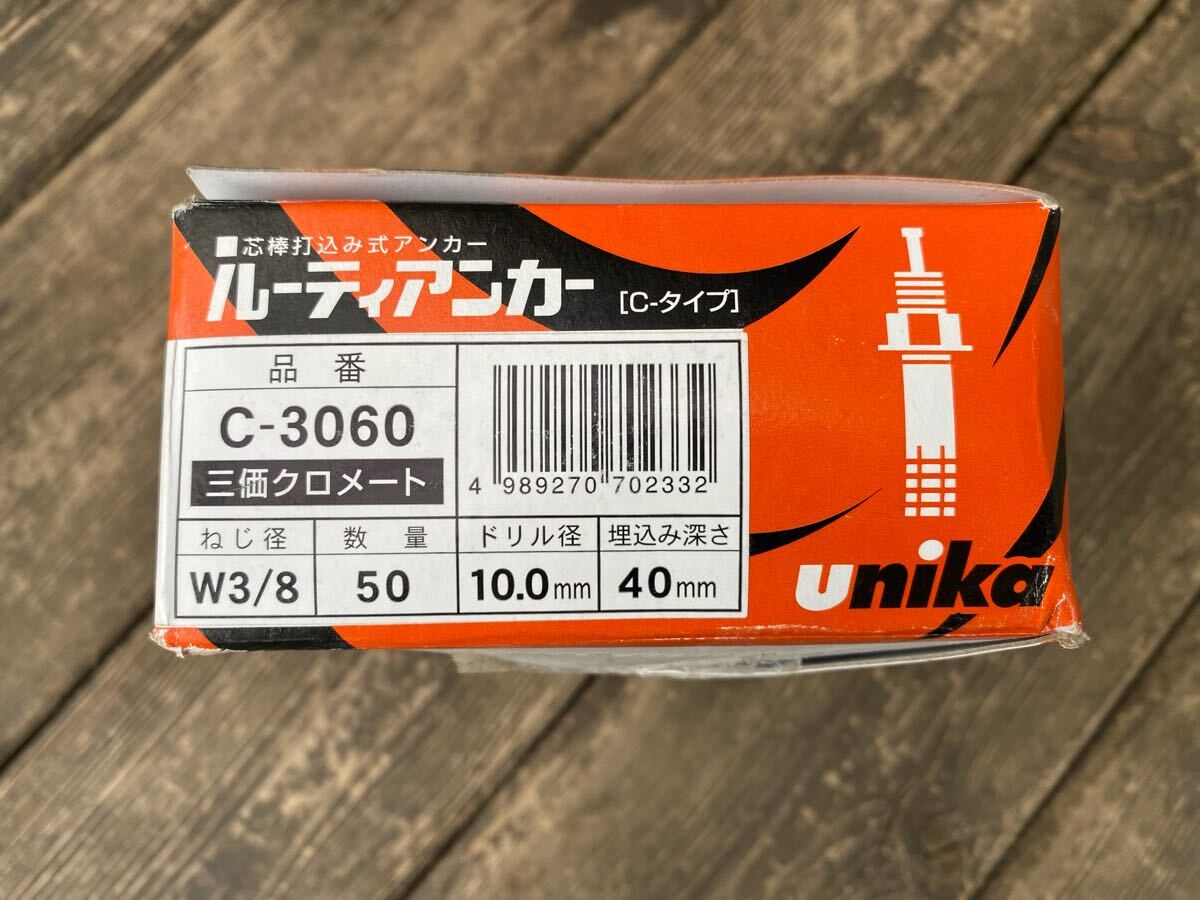 ■芯棒打込み式アンカー
ルーティアンカー [C-タイプ]
品番
C-3060
三価クロメート
4 989270 702332
ねじ径 数量 ドリル径 埋込み深さ
W3/8 50 10.0mm 40mm
unika